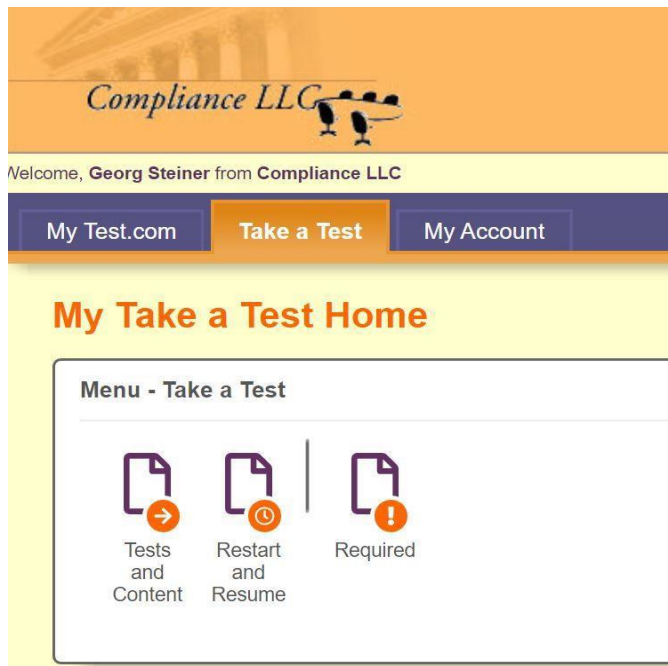 Compliance LLC
Welcome, Georg Steiner from Compliance LLC
My Test.com
Take a Test
My Account
My Take a Test Home
Menu - Take a Test
Tests
and
Content
Restart
and
Resume
Required